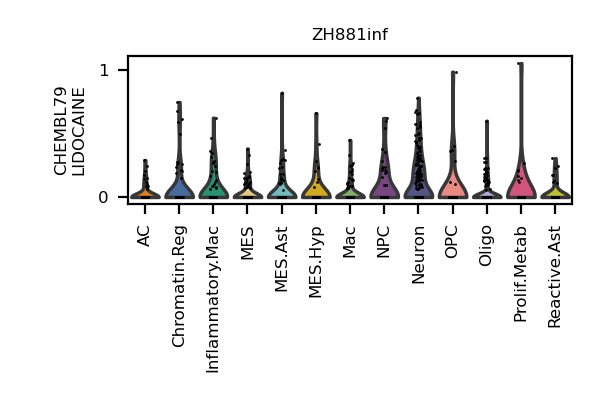 ZH881inf
CHEMBL79
LIDOCAINE
1
0
AC
Chromatin.Reg
Inflammatory.Mac
MES
MES.Ast
MES.Hyp
Mac
NPC
Neuron
OPC
Oligo
Prolif.Metab
Reactive.Ast